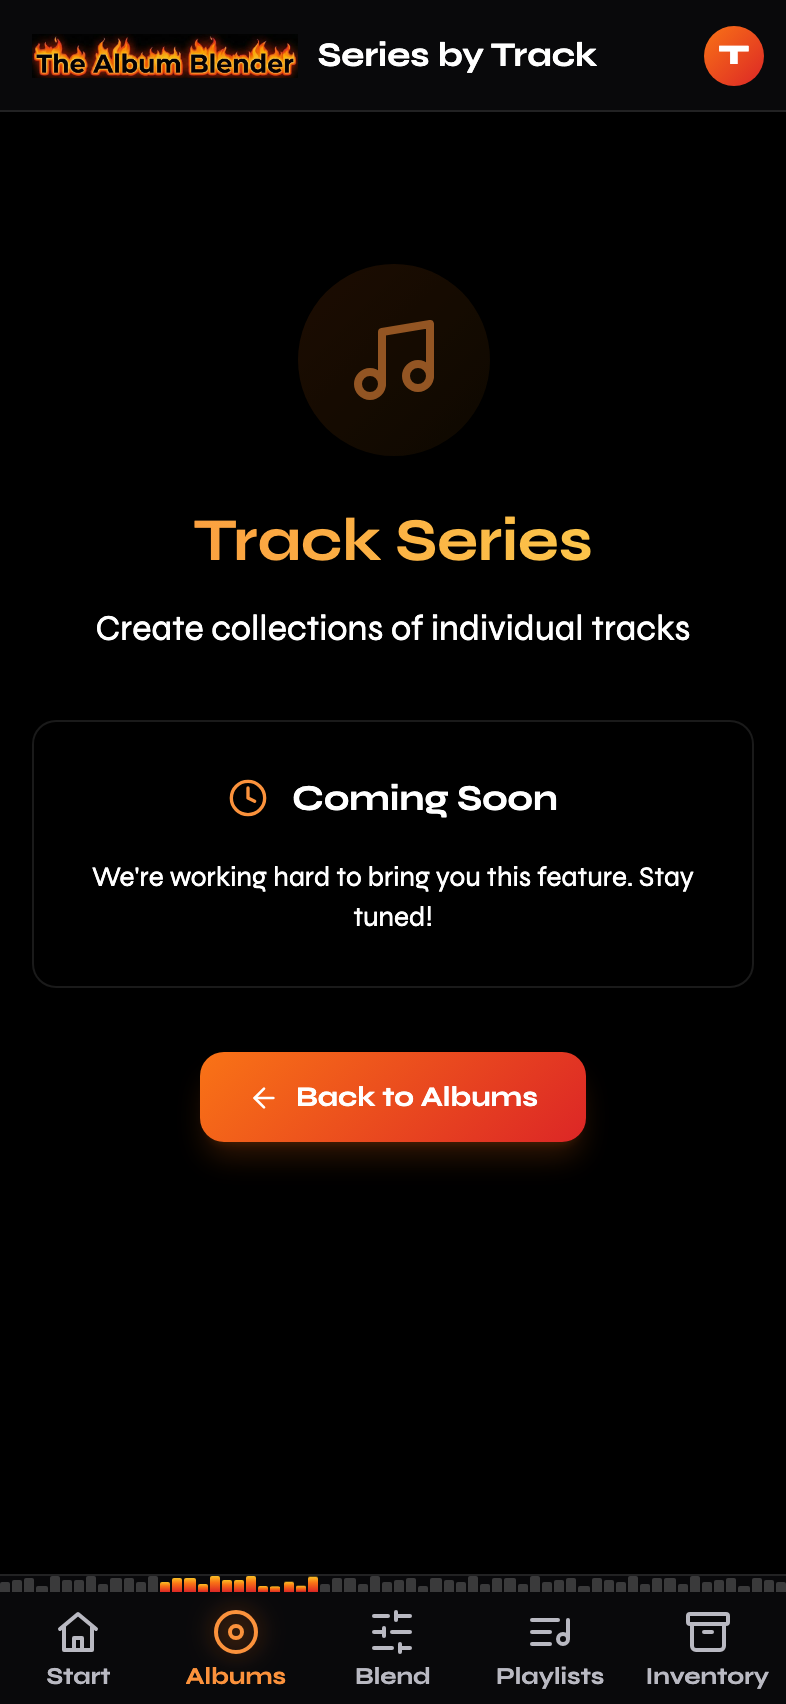 The Album Blender Series by Track T
Track Series
Create collections of individual tracks
Coming Soon
We're working hard to bring you this feature. Stay
tuned!
Back to Albums
Start Albums Blend Playlists Inventory